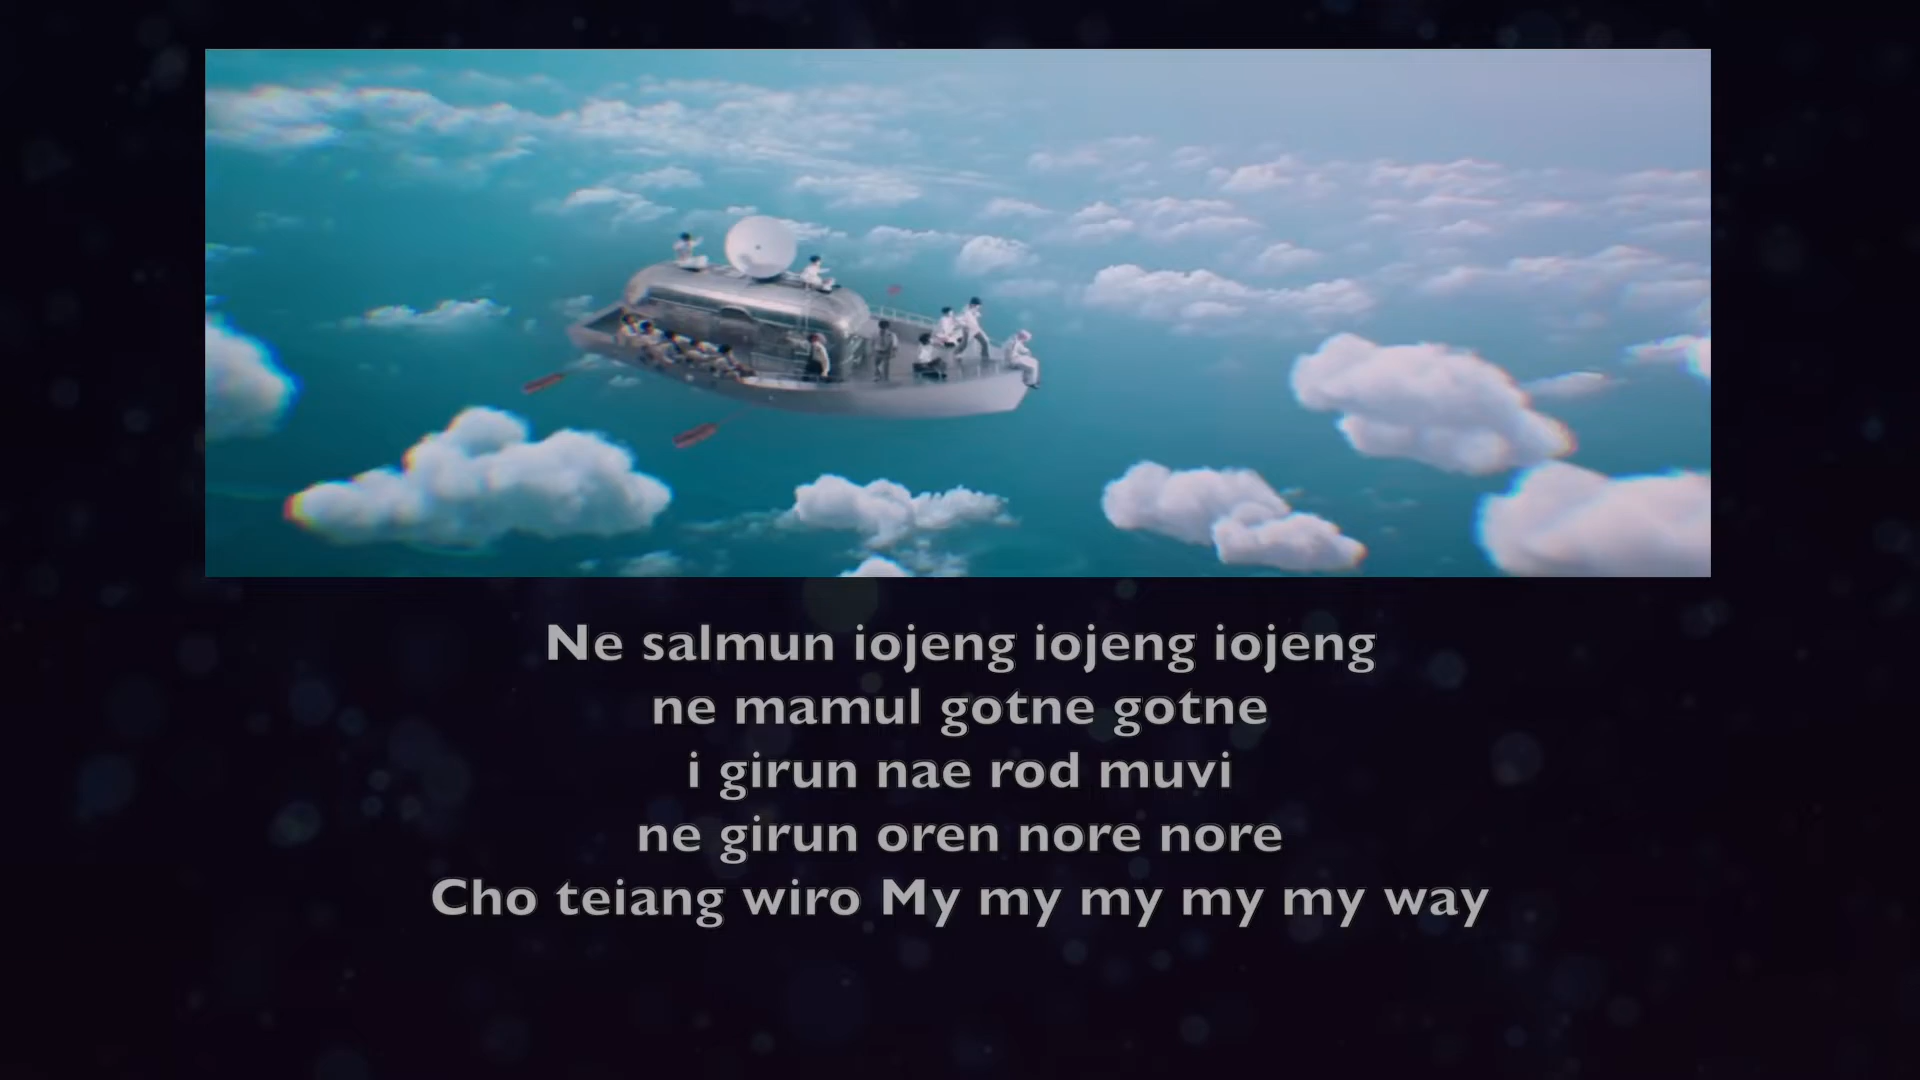 Ne salmun iojeng iojeng iojeng
ne mamul gotne gotne
i girun nae rod muvi
ne girun oren nore nore
Cho teiang wiro My my my my my way